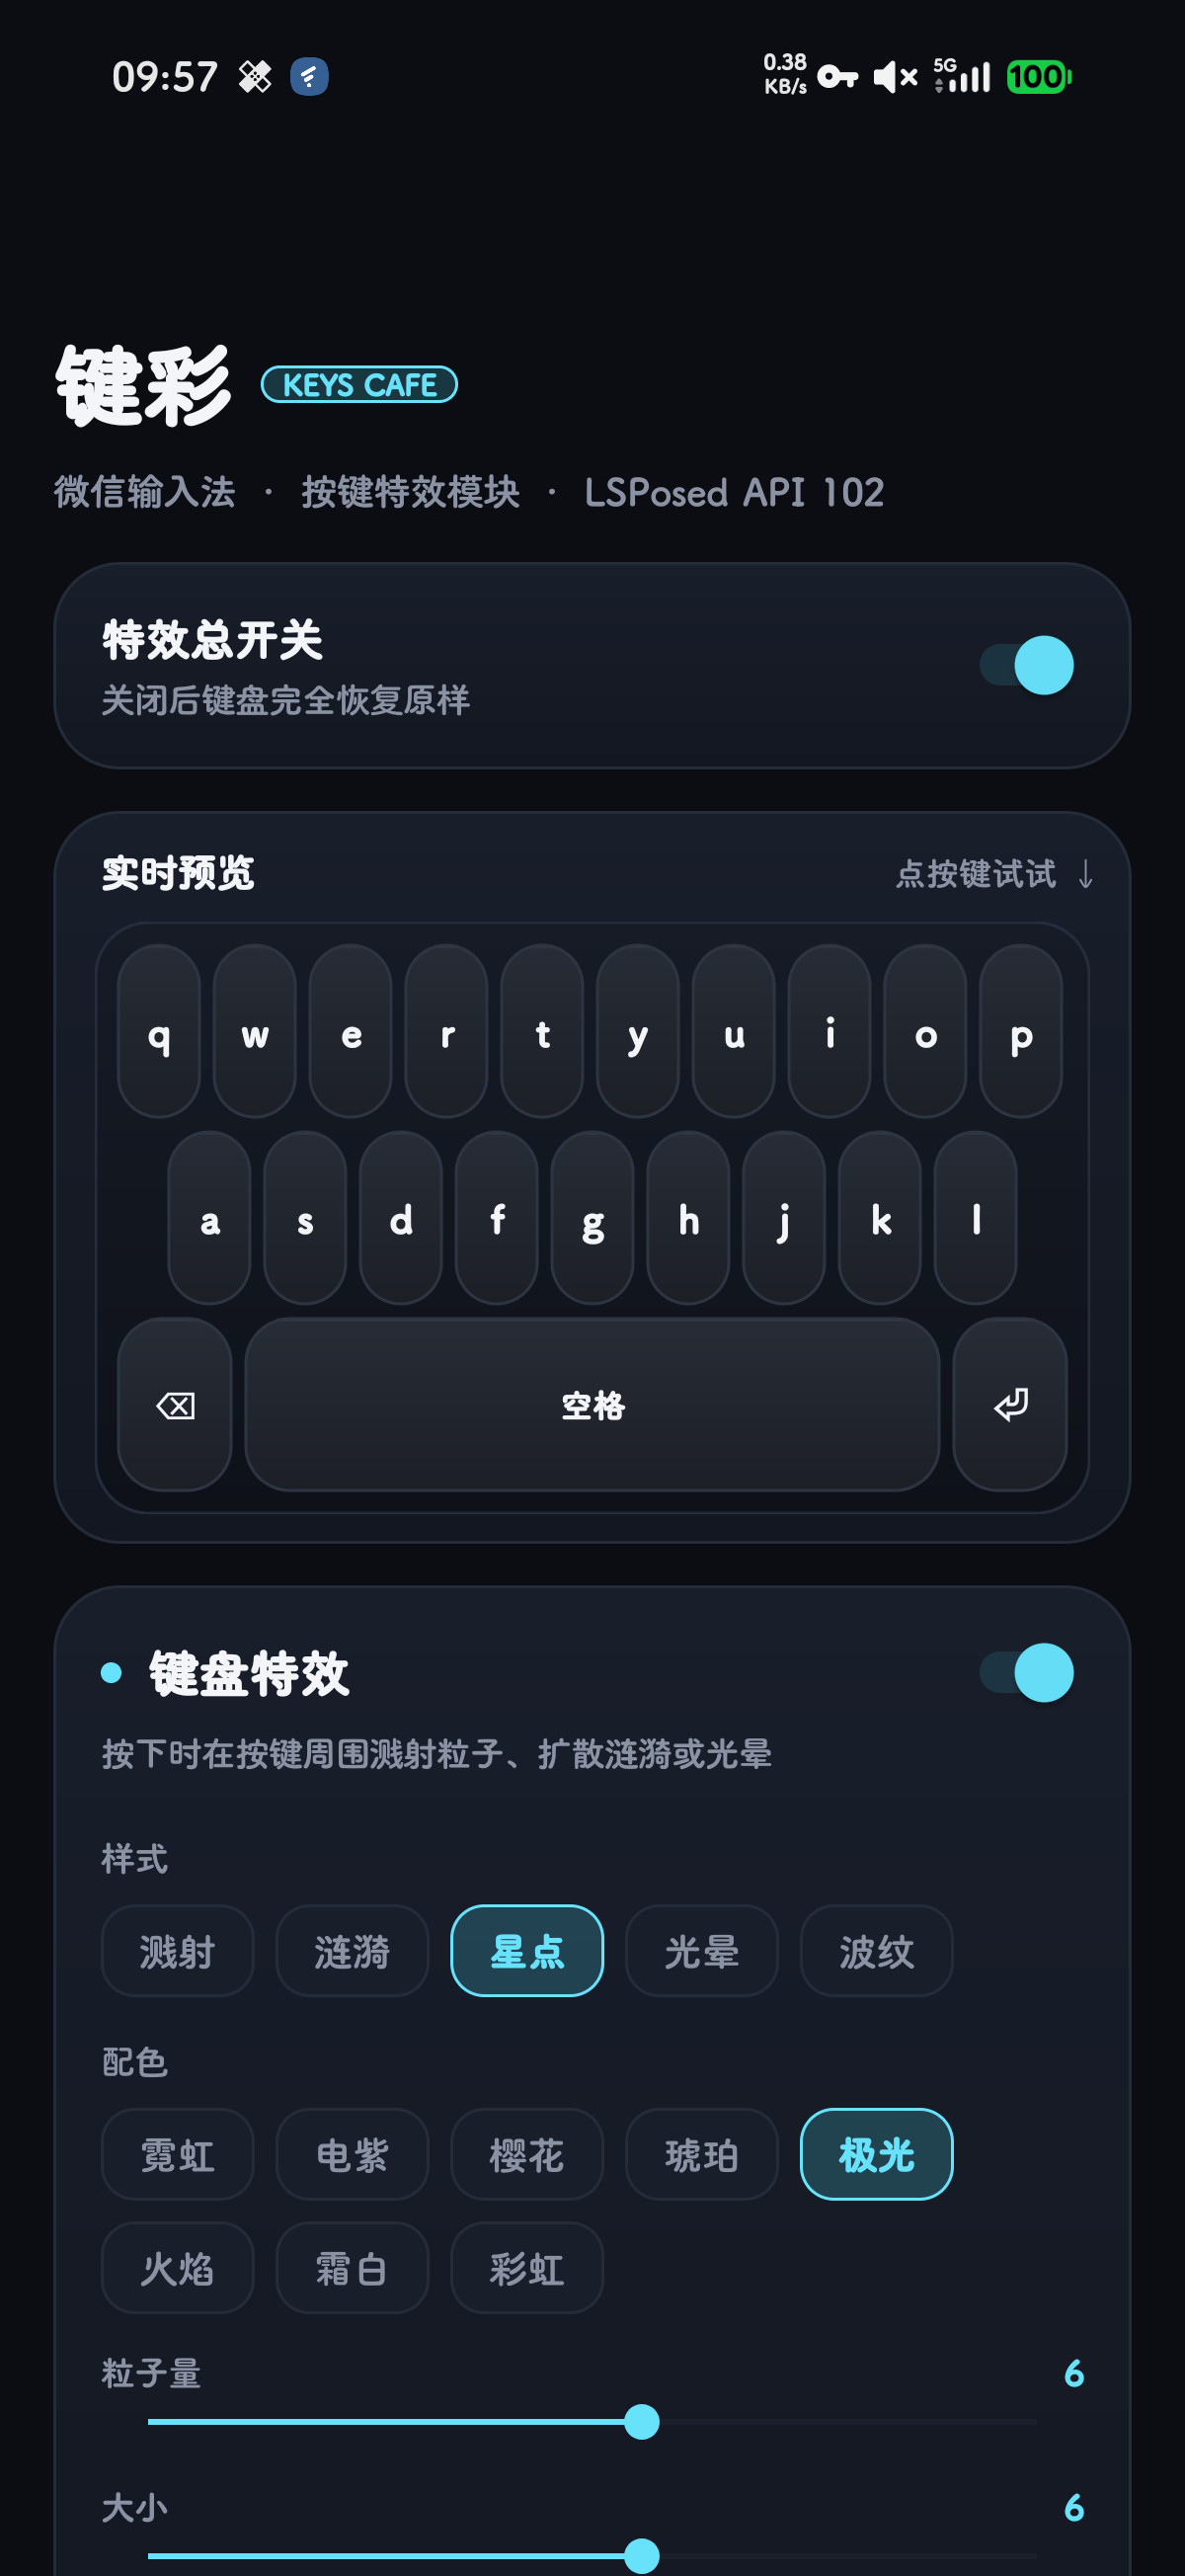 09:57
0.38 KB/s 5G 100
键彩 KEYS CAFE
微信输入法 · 按键特效模块 · LSPosed API 102
特效总开关
关闭后键盘完全恢复原样
实时预览 点按键试试 ↓
q w e r t y u i o p
a s d f g h j k l
空格
键盘特效
按下时在按键周围溅射粒子、扩散涟漪或光晕
样式
溅射 涟漪 星点 光晕 波纹
配色
霓虹 电紫 樱花 琥珀 极光
火焰 霜白 彩虹
粒子量 6
大小 6